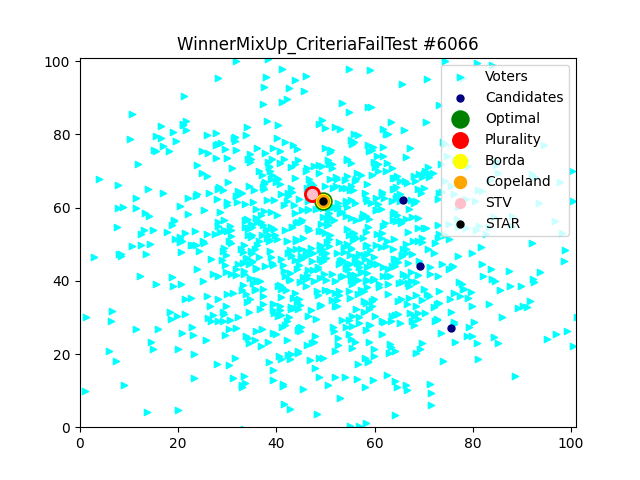 WinnerMixUp_CriteriaFailTest #6066
100
80
60
40
20
0
0 20 40 60 80 100
Voters
Candidates
Optimal
Plurality
Borda
Copeland
STV
STAR